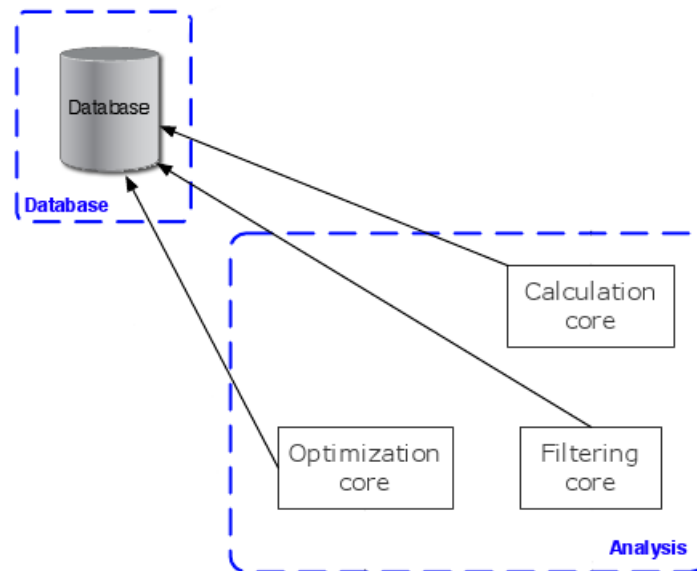 Database
Database
Calculation
core
Optimization
core
Filtering
core
Analysis